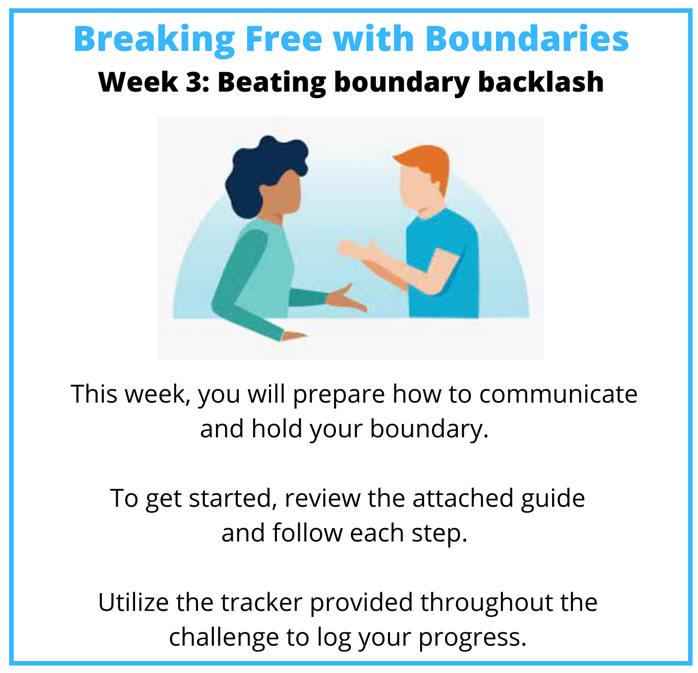 Breaking Free with Boundaries
Week 3: Beating boundary backlash
This week, you will prepare how to communicate
and hold your boundary.
To get started, review the attached guide
and follow each step.
Utilize the tracker provided throughout the
challenge to log your progress.